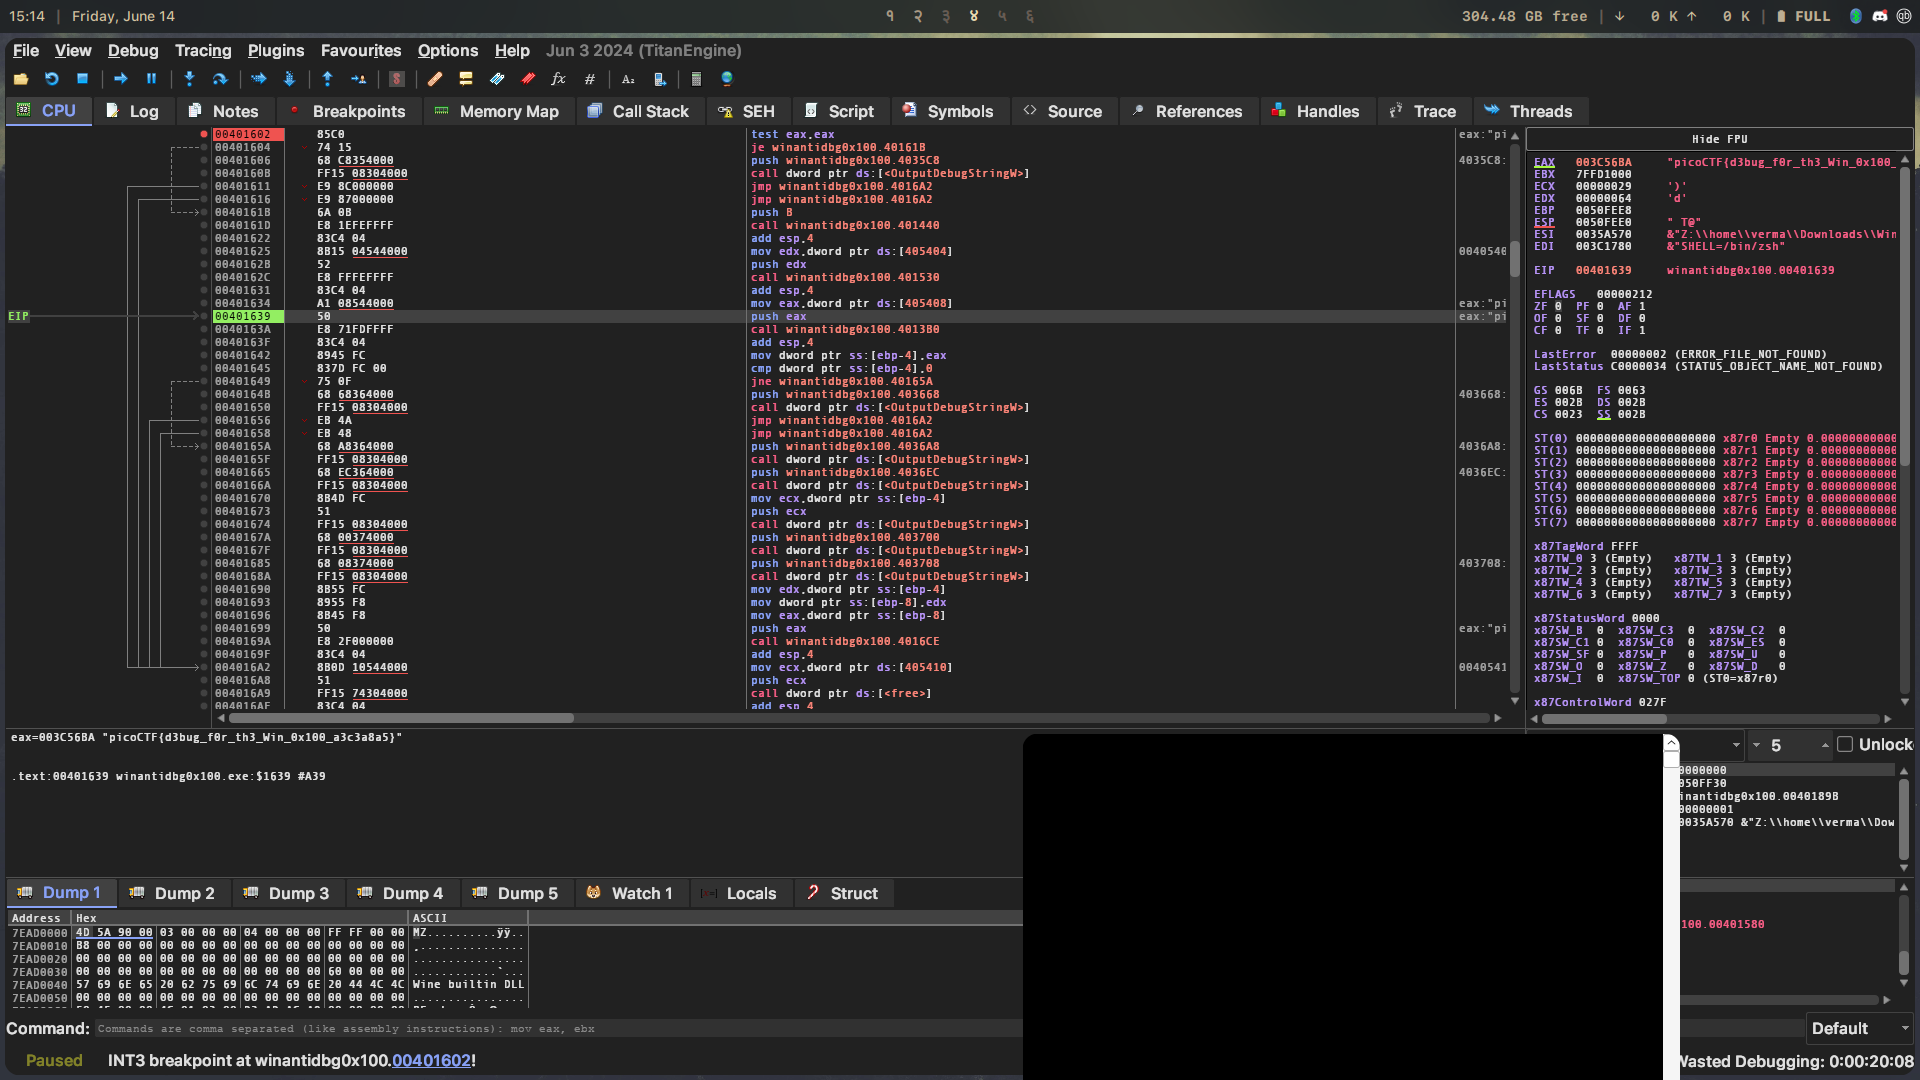 15:14 | Friday, June 14
१ २ ३ ४ ५ ६
304.48 GB free | ↓ 0 K ↑ 0 K | FULL
File View Debug Tracing Plugins Favourites Options Help Jun 3 2024 (TitanEngine)
CPU Log Notes Breakpoints Memory Map Call Stack SEH Script Symbols Source References Handles Trace Threads
00401602 85C0 test eax,eax eax:"pi
00401604 74 15 je winantidbg0x100.40161B
00401606 68 C8354000 push winantidbg0x100.4035C8 4035C8:
0040160B FF15 08304000 call dword ptr ds:[<OutputDebugStringW>]
00401611 E9 8C000000 jmp winantidbg0x100.4016A2
00401616 E9 87000000 jmp winantidbg0x100.4016A2
0040161B 6A 0B push B
0040161D E8 1EFEFFFF call winantidbg0x100.401440
00401622 83C4 04 add esp,4
00401625 8B15 04544000 mov edx,dword ptr ds:[405404] 0040540
0040162B 52 push edx
0040162C E8 FFFEFFFF call winantidbg0x100.401530
00401631 83C4 04 add esp,4
00401634 A1 08544000 mov eax,dword ptr ds:[405408] eax:"pi
EIP 00401639 50 push eax eax:"pi
0040163A E8 71FDFFFF call winantidbg0x100.4013B0
0040163F 83C4 04 add esp,4
00401642 8945 FC mov dword ptr ss:[ebp-4],eax
00401645 837D FC 00 cmp dword ptr ss:[ebp-4],0
00401649 75 0F jne winantidbg0x100.40165A
0040164B 68 68364000 push winantidbg0x100.403668 403668:
00401650 FF15 08304000 call dword ptr ds:[<OutputDebugStringW>]
00401656 EB 4A jmp winantidbg0x100.4016A2
00401658 EB 48 jmp winantidbg0x100.4016A2
0040165A 68 A8364000 push winantidbg0x100.4036A8 4036A8:
0040165F FF15 08304000 call dword ptr ds:[<OutputDebugStringW>]
00401665 68 EC364000 push winantidbg0x100.4036EC 4036EC:
0040166A FF15 08304000 call dword ptr ds:[<OutputDebugStringW>]
00401670 8B4D FC mov ecx,dword ptr ss:[ebp-4]
00401673 51 push ecx
00401674 FF15 08304000 call dword ptr ds:[<OutputDebugStringW>]
0040167A 68 00374000 push winantidbg0x100.403700
0040167F FF15 08304000 call dword ptr ds:[<OutputDebugStringW>]
00401685 68 08374000 push winantidbg0x100.403708 403708:
0040168A FF15 08304000 call dword ptr ds:[<OutputDebugStringW>]
00401690 8B55 FC mov edx,dword ptr ss:[ebp-4]
00401693 8955 F8 mov dword ptr ss:[ebp-8],edx
00401696 8B45 F8 mov eax,dword ptr ss:[ebp-8]
00401699 50 push eax eax:"pi
0040169A E8 2F000000 call winantidbg0x100.4016CE
0040169F 83C4 04 add esp,4
004016A2 8B0D 10544000 mov ecx,dword ptr ds:[405410] 0040541
004016A8 51 push ecx
004016A9 FF15 74304000 call dword ptr ds:[<free>]
004016AF 83C4 04 add esp,4
Hide FPU
EAX 003C56BA "picoCTF{d3bug_f0r_th3_Win_0x100_
EBX 7FFD1000
ECX 00000029 ')'
EDX 00000064 'd'
EBP 0050FEE8
ESP 0050FEE0 " T@"
ESI 0035A570 &"Z:\\home\\verma\\Downloads\\Win
EDI 003C1780 &"SHELL=/bin/zsh"
EIP 00401639 winantidbg0x100.00401639
EFLAGS 00000212
ZF 0 PF 0 AF 1
OF 0 SF 0 DF 0
CF 0 TF 0 IF 1
LastError 00000002 (ERROR_FILE_NOT_FOUND)
LastStatus C0000034 (STATUS_OBJECT_NAME_NOT_FOUND)
GS 006B FS 0063
ES 002B DS 002B
CS 0023 SS 002B
ST(0) 00000000000000000000 x87r0 Empty 0.00000000000
ST(1) 00000000000000000000 x87r1 Empty 0.00000000000
ST(2) 00000000000000000000 x87r2 Empty 0.00000000000
ST(3) 00000000000000000000 x87r3 Empty 0.00000000000
ST(4) 00000000000000000000 x87r4 Empty 0.00000000000
ST(5) 00000000000000000000 x87r5 Empty 0.00000000000
ST(6) 00000000000000000000 x87r6 Empty 0.00000000000
ST(7) 00000000000000000000 x87r7 Empty 0.00000000000
x87TagWord FFFF
x87TW_0 3 (Empty) x87TW_1 3 (Empty)
x87TW_2 3 (Empty) x87TW_3 3 (Empty)
x87TW_4 3 (Empty) x87TW_5 3 (Empty)
x87TW_6 3 (Empty) x87TW_7 3 (Empty)
x87StatusWord 0000
x87SW_B 0 x87SW_C3 0 x87SW_C2 0
x87SW_C1 0 x87SW_C0 0 x87SW_ES 0
x87SW_SF 0 x87SW_P 0 x87SW_U 0
x87SW_O 0 x87SW_Z 0 x87SW_D 0
x87SW_I 0 x87SW_TOP 0 (ST0=x87r0)
x87ControlWord 027F
eax=003C56BA "picoCTF{d3bug_f0r_th3_Win_0x100_a3c3a8a5}"
.text:00401639 winantidbg0x100.exe:$1639 #A39
5 Unlock
0000000
050FF30
inantidbg0x100.0040189B
0000001
0035A570 &"Z:\\home\\verma\\Dow
100.00401580
Dump 1 Dump 2 Dump 3 Dump 4 Dump 5 Watch 1 Locals Struct
Address Hex ASCII
7EAD0000 4D 5A 90 00 03 00 00 00 04 00 00 00 FF FF 00 00 MZ..........ÿÿ..
7EAD0010 B8 00 00 00 00 00 00 00 00 00 00 00 00 00 00 00 ¸...............
7EAD0020 00 00 00 00 00 00 00 00 00 00 00 00 00 00 00 00 ................
7EAD0030 00 00 00 00 00 00 00 00 00 00 00 00 60 00 00 00 ............`...
7EAD0040 57 69 6E 65 20 62 75 69 6C 74 69 6E 20 44 4C 4C Wine builtin DLL
7EAD0050 00 00 00 00 00 00 00 00 00 00 00 00 00 00 00 00 ................
Command: Commands are comma separated (like assembly instructions): mov eax, ebx
Default
Paused INT3 breakpoint at winantidbg0x100.00401602!
Wasted Debugging: 0:00:20:08